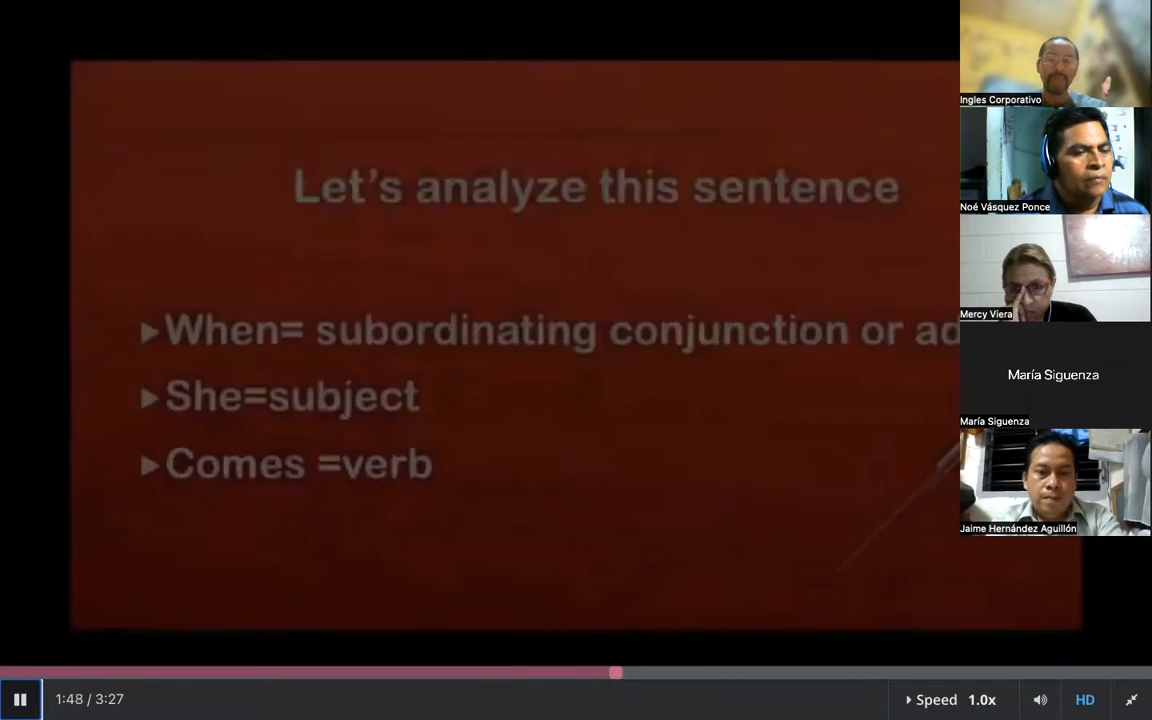 Let's analyze this sentence
▸When= subordinating conjunction or ad
▸She=subject
▸Comes =verb
Ingles Corporativo
Noé Vásquez Ponce
Mercy Viera
María Siguenza
María Siguenza
Jaime Hernández Aguillón
1:48 / 3:27
Speed 1.0x
HD